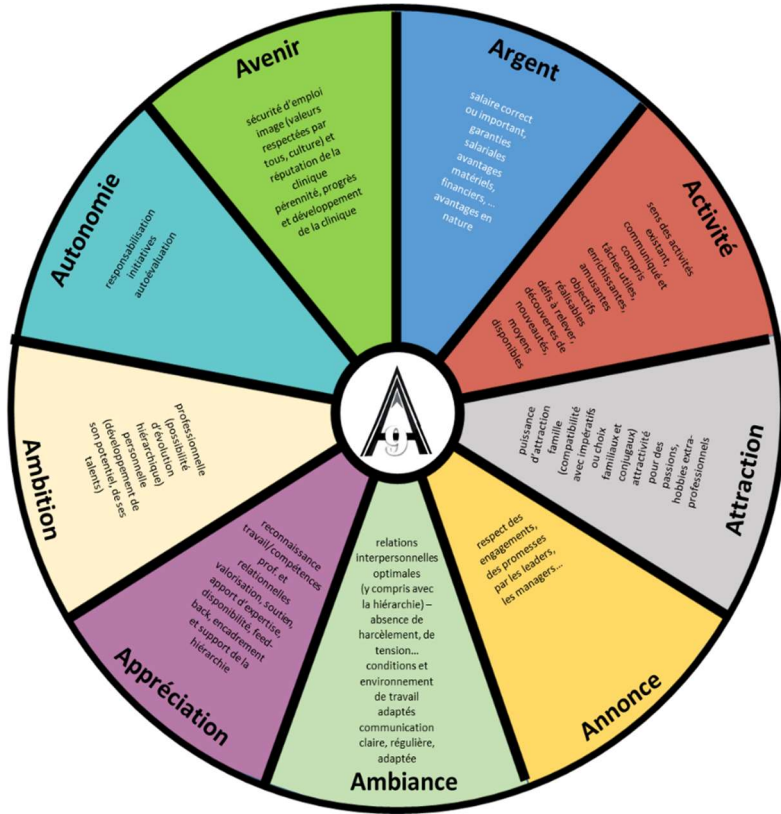 Argent
salaire correct
ou important,
garanties
salariales
avantages
matériels,
financiers, ...
avantages en
nature
Activité
sens des activités
existant,
communiqué et
compris
tâches utiles,
enrichissantes,
amusantes
objectifs
réalisables
défis à relever,
découvertes de
nouveautés,
moyens
disponibles
Attraction
puissance
d'attraction
famille
(compatibilité
avec impératifs
ou choix
familiaux et
conjugaux)
attractivité
pour des
passions,
hobbies extra-
professionnels
Annonce
respect des
engagements,
des promesses
par les leaders,
les managers...
relations
interpersonnelles
optimales
(y compris avec
la hiérarchie) –
absence de
harcèlement, de
tension...
conditions et
environnement
de travail
adaptés
communication
claire, régulière,
adaptée
Ambiance
reconnaissance
travail/compétences
prof. et
relationnelles
valorisation, soutien,
apport d'expertise,
disponibilité, feed-
back, encadrement
et support de la
hiérarchie
Appréciation
professionnelle
(possibilité
d'évolution
hiérarchique)
personnelle
(développement de
son potentiel, de ses
talents)
Ambition
Autonomie
responsabilisation
initiatives
autoévaluation
Avenir
sécurité d'emploi
image (valeurs
respectées par
tous, culture) et
réputation de la
clinique
pérennité, progrès
et développement
de la clinique
A
9